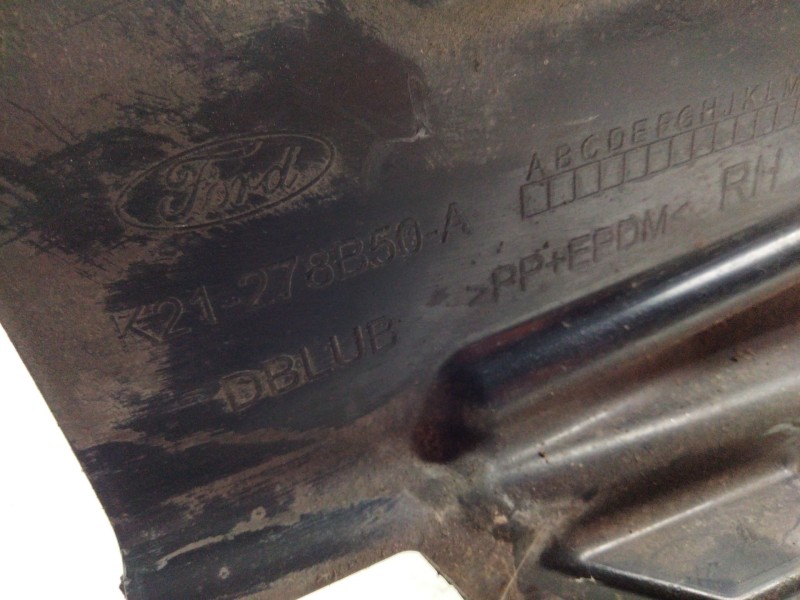 Ford
ABCDEFGHJKLM
K21-278B50-A
>PP+EPDM<
RH
DBLUB